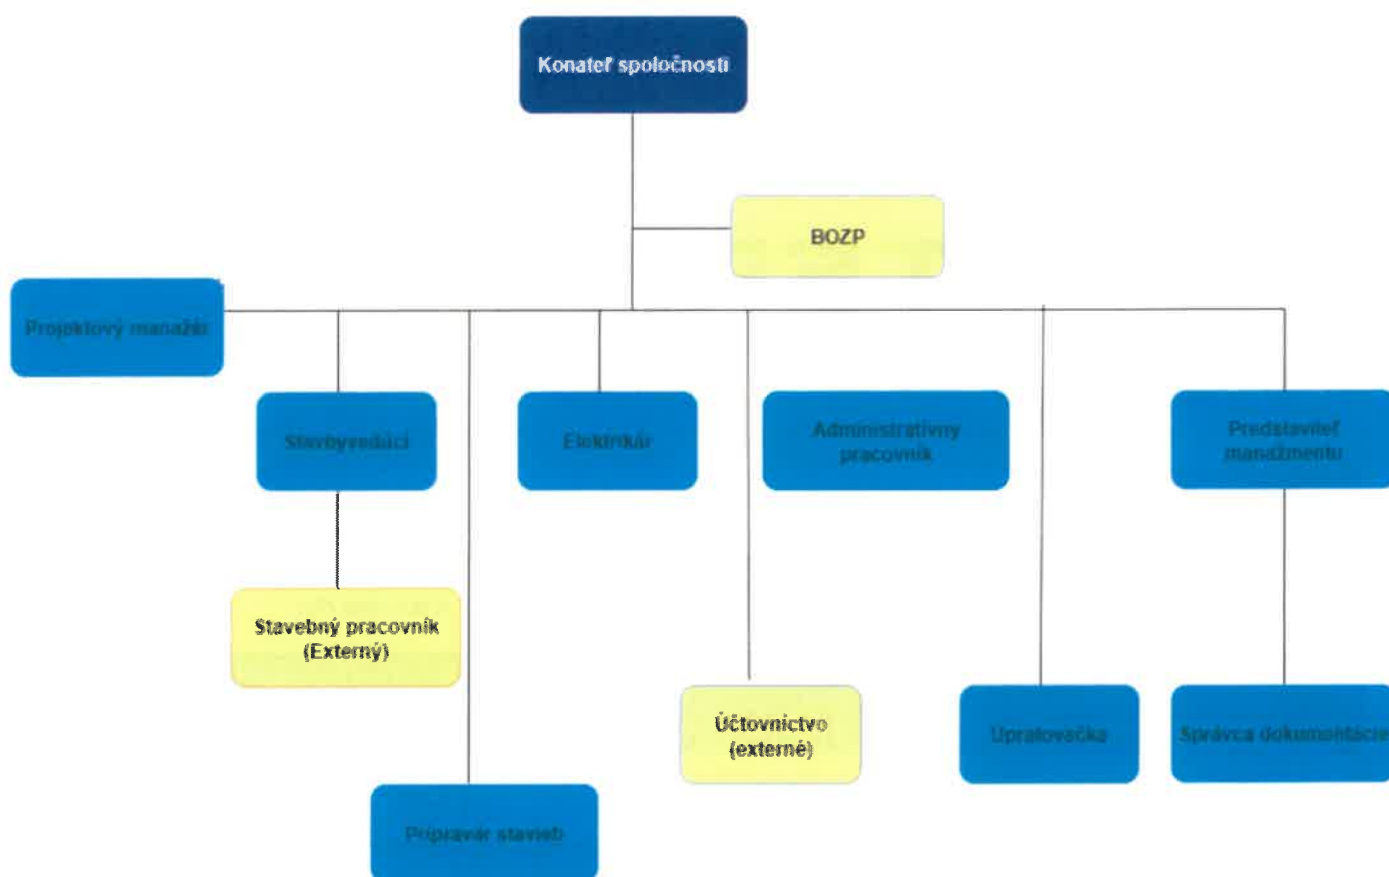 Konateľ spoločnosti
BOZP
Projektový manažér
Stavbyvedúci
Elektrikár
Administratívny
pracovník
Predstaviteľ
manažmentu
Stavebný pracovník
(Externý)
Účtovníctvo
(externé)
Upratovačka
Správca dokumentácie
Prípravár stavieb